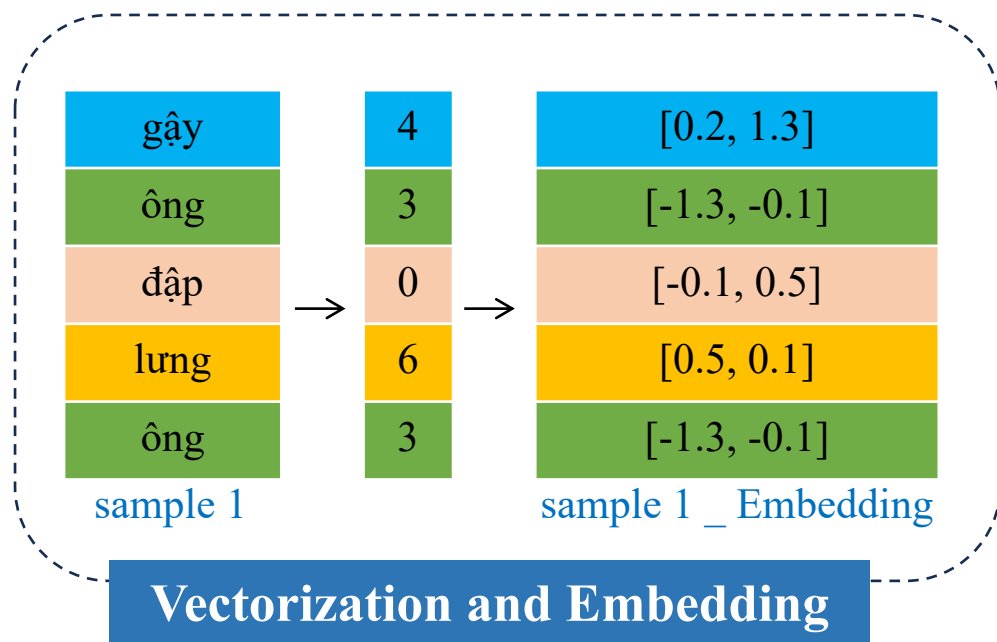 gậy 4 [0.2, 1.3]
ông 3 [-1.3, -0.1]
đập 0 [-0.1, 0.5]
lưng 6 [0.5, 0.1]
ông 3 [-1.3, -0.1]
sample 1 sample 1 _ Embedding
Vectorization and Embedding